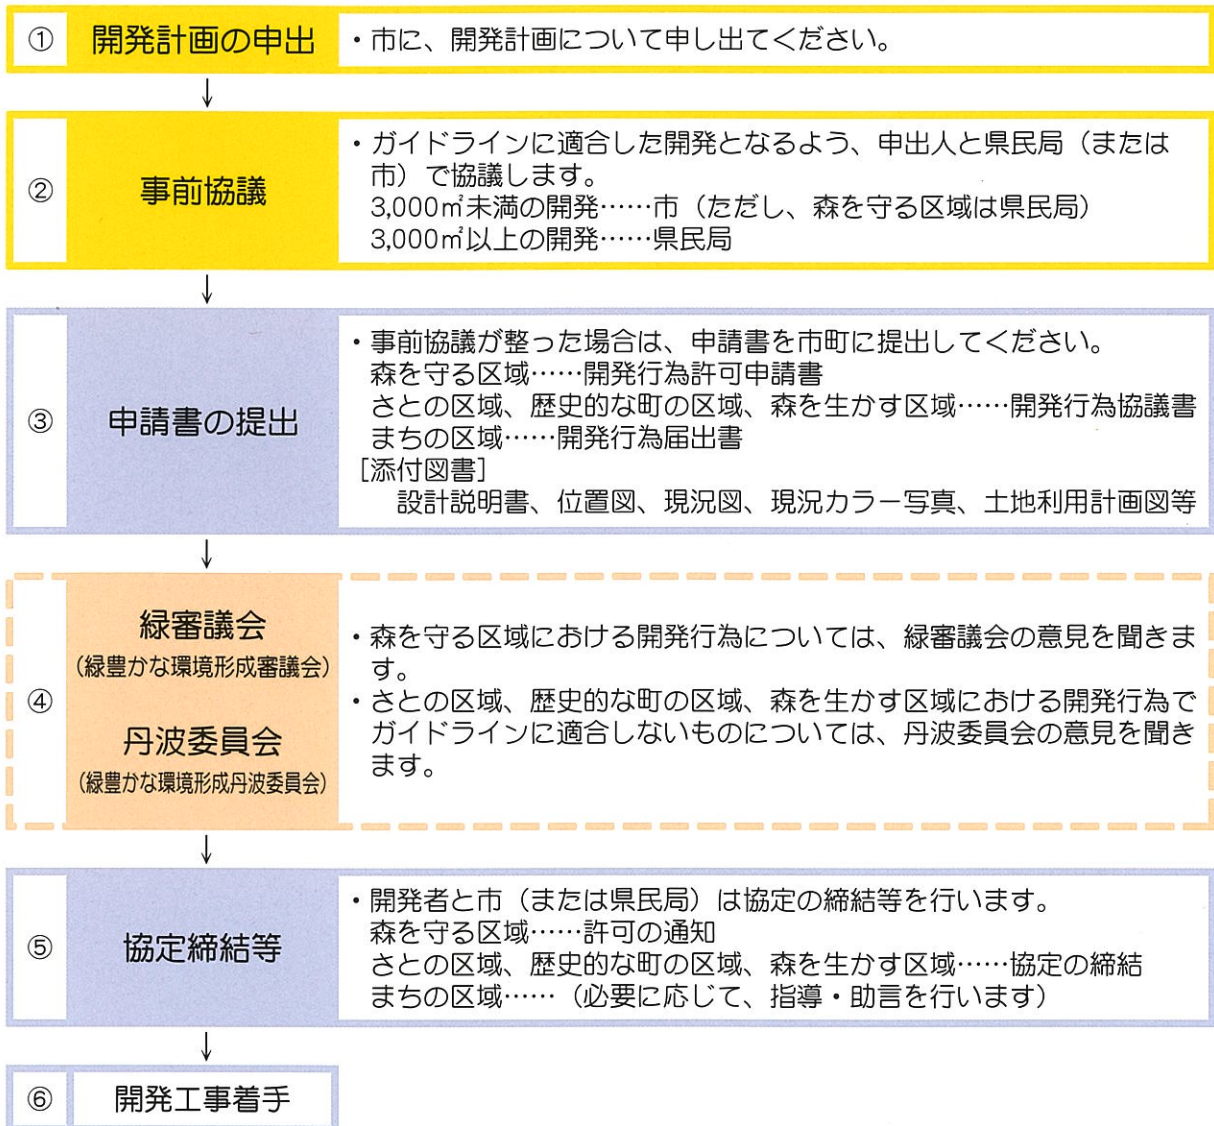 ① 開発計画の申出 ・市に、開発計画について申し出てください。
↓
② 事前協議
・ガイドラインに適合した開発となるよう、申出人と県民局（または
市）で協議します。
3,000㎡未満の開発……市（ただし、森を守る区域は県民局）
3,000㎡以上の開発……県民局
↓
③ 申請書の提出
・事前協議が整った場合は、申請書を市町に提出してください。
森を守る区域……開発行為許可申請書
さとの区域、歴史的な町の区域、森を生かす区域……開発行為協議書
まちの区域……開発行為届出書
［添付図書］
設計説明書、位置図、現況図、現況カラー写真、土地利用計画図等
↓
④
緑審議会
（緑豊かな環境形成審議会）
丹波委員会
（緑豊かな環境形成丹波委員会）
・森を守る区域における開発行為については、緑審議会の意見を聞きま
す。
・さとの区域、歴史的な町の区域、森を生かす区域における開発行為で
ガイドラインに適合しないものについては、丹波委員会の意見を聞き
ます。
↓
⑤ 協定締結等
・開発者と市（または県民局）は協定の締結等を行います。
森を守る区域……許可の通知
さとの区域、歴史的な町の区域、森を生かす区域……協定の締結
まちの区域……（必要に応じて、指導・助言を行います）
↓
⑥ 開発工事着手